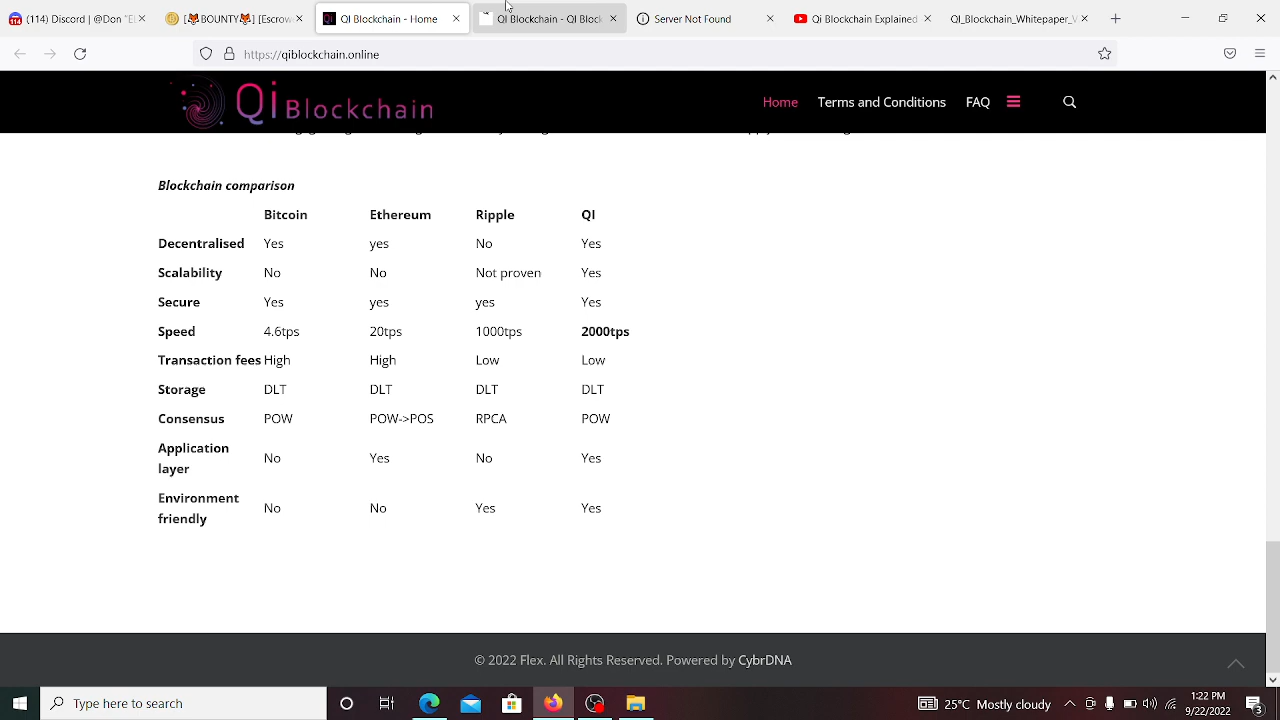 (14) Discord | "El
[🦊BOUNTY🦊] Qi Escrow
Qi Blockchain - Home
Qi Blockchain - Qi Bloc
Server Not Found
Qi Blockchain Explained
QI_Blockchain_Whitepaper_V
https://qiblockchain.online
Qi Blockchain
Home Terms and Conditions FAQ
Blockchain comparison
Bitcoin Ethereum Ripple QI
Decentralised Yes yes No Yes
Scalability No No Not proven Yes
Secure Yes yes yes Yes
Speed 4.6tps 20tps 1000tps 2000tps
Transaction fees High High Low Low
Storage DLT DLT DLT DLT
Consensus POW POW->POS RPCA POW
Application layer No Yes No Yes
Environment friendly No No Yes Yes
© 2022 Flex. All Rights Reserved. Powered by CybrDNA
Type here to search
25°C Mostly cloudy
1:22 PM
9/22/2022